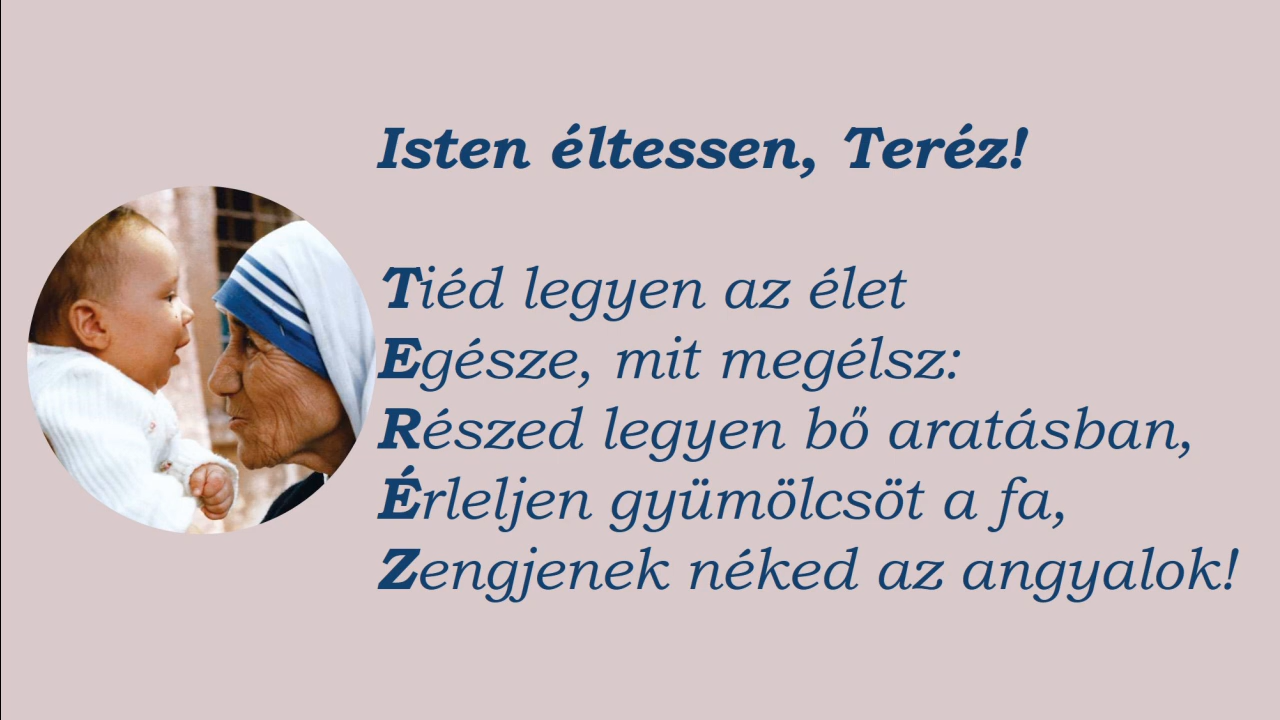 Isten éltessen, Teréz!
Tiéd legyen az élet
Egésze, mit megélsz:
Részed legyen bő aratásban,
Érleljen gyümölcsöt a fa,
Zengjenek néked az angyalok!